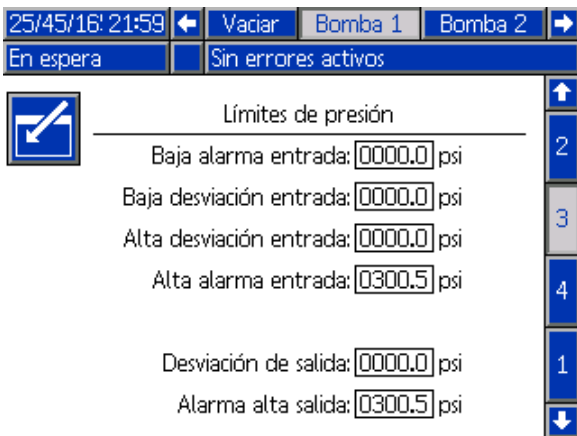 25/45/16 21:59 Vaciar Bomba 1 Bomba 2
En espera Sin errores activos
Límites de presión
Baja alarma entrada: 0000.0 psi
2
Baja desviación entrada: 0000.0 psi
3
Alta desviación entrada: 0000.0 psi
Alta alarma entrada: 0300.5 psi
4
Desviación de salida: 0000.0 psi
1
Alarma alta salida: 0300.5 psi